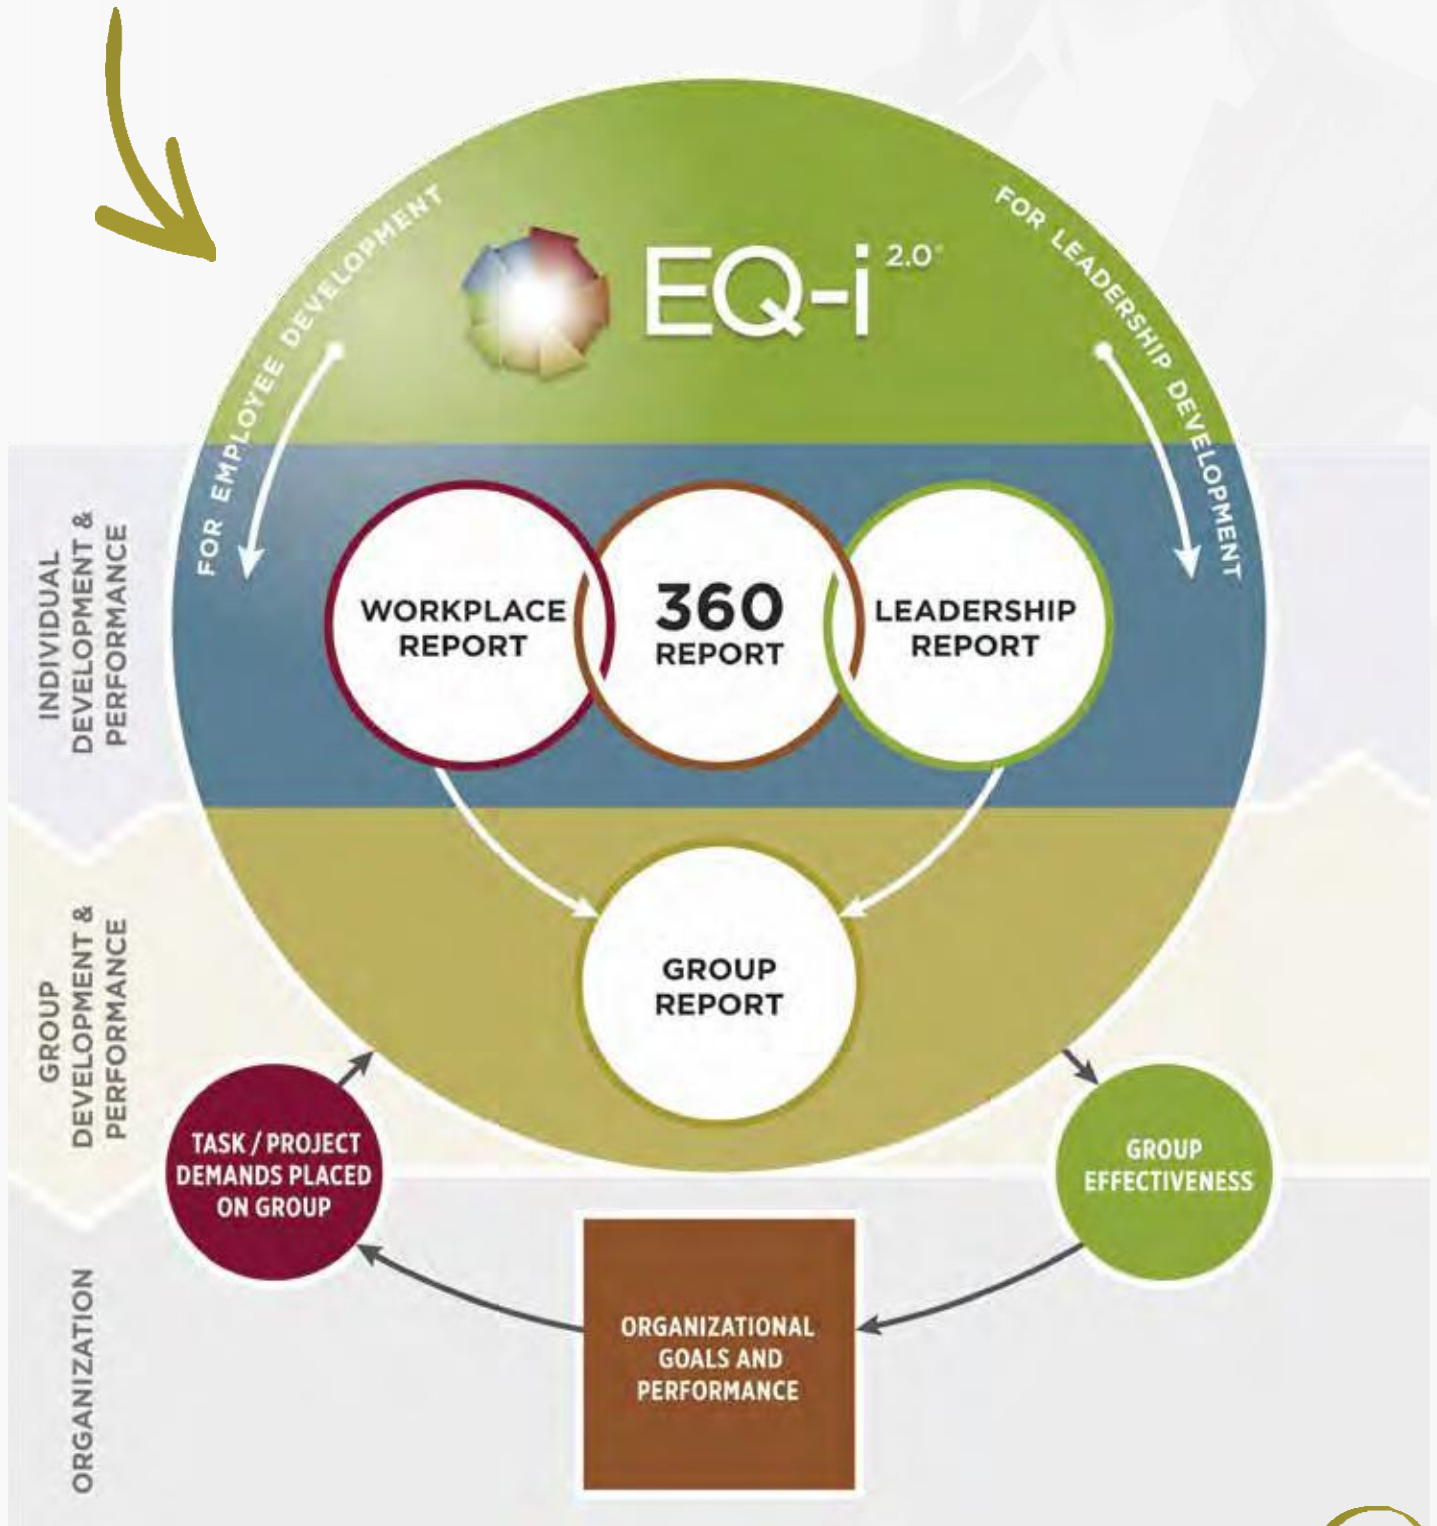 FOR EMPLOYEE DEVELOPMENT
EQ-i 2.0®
FOR LEADERSHIP DEVELOPMENT
INDIVIDUAL
DEVELOPMENT &
PERFORMANCE
WORKPLACE
REPORT
360
REPORT
LEADERSHIP
REPORT
GROUP
DEVELOPMENT &
PERFORMANCE
GROUP
REPORT
TASK / PROJECT
DEMANDS PLACED
ON GROUP
GROUP
EFFECTIVENESS
ORGANIZATION
ORGANIZATIONAL
GOALS AND
PERFORMANCE